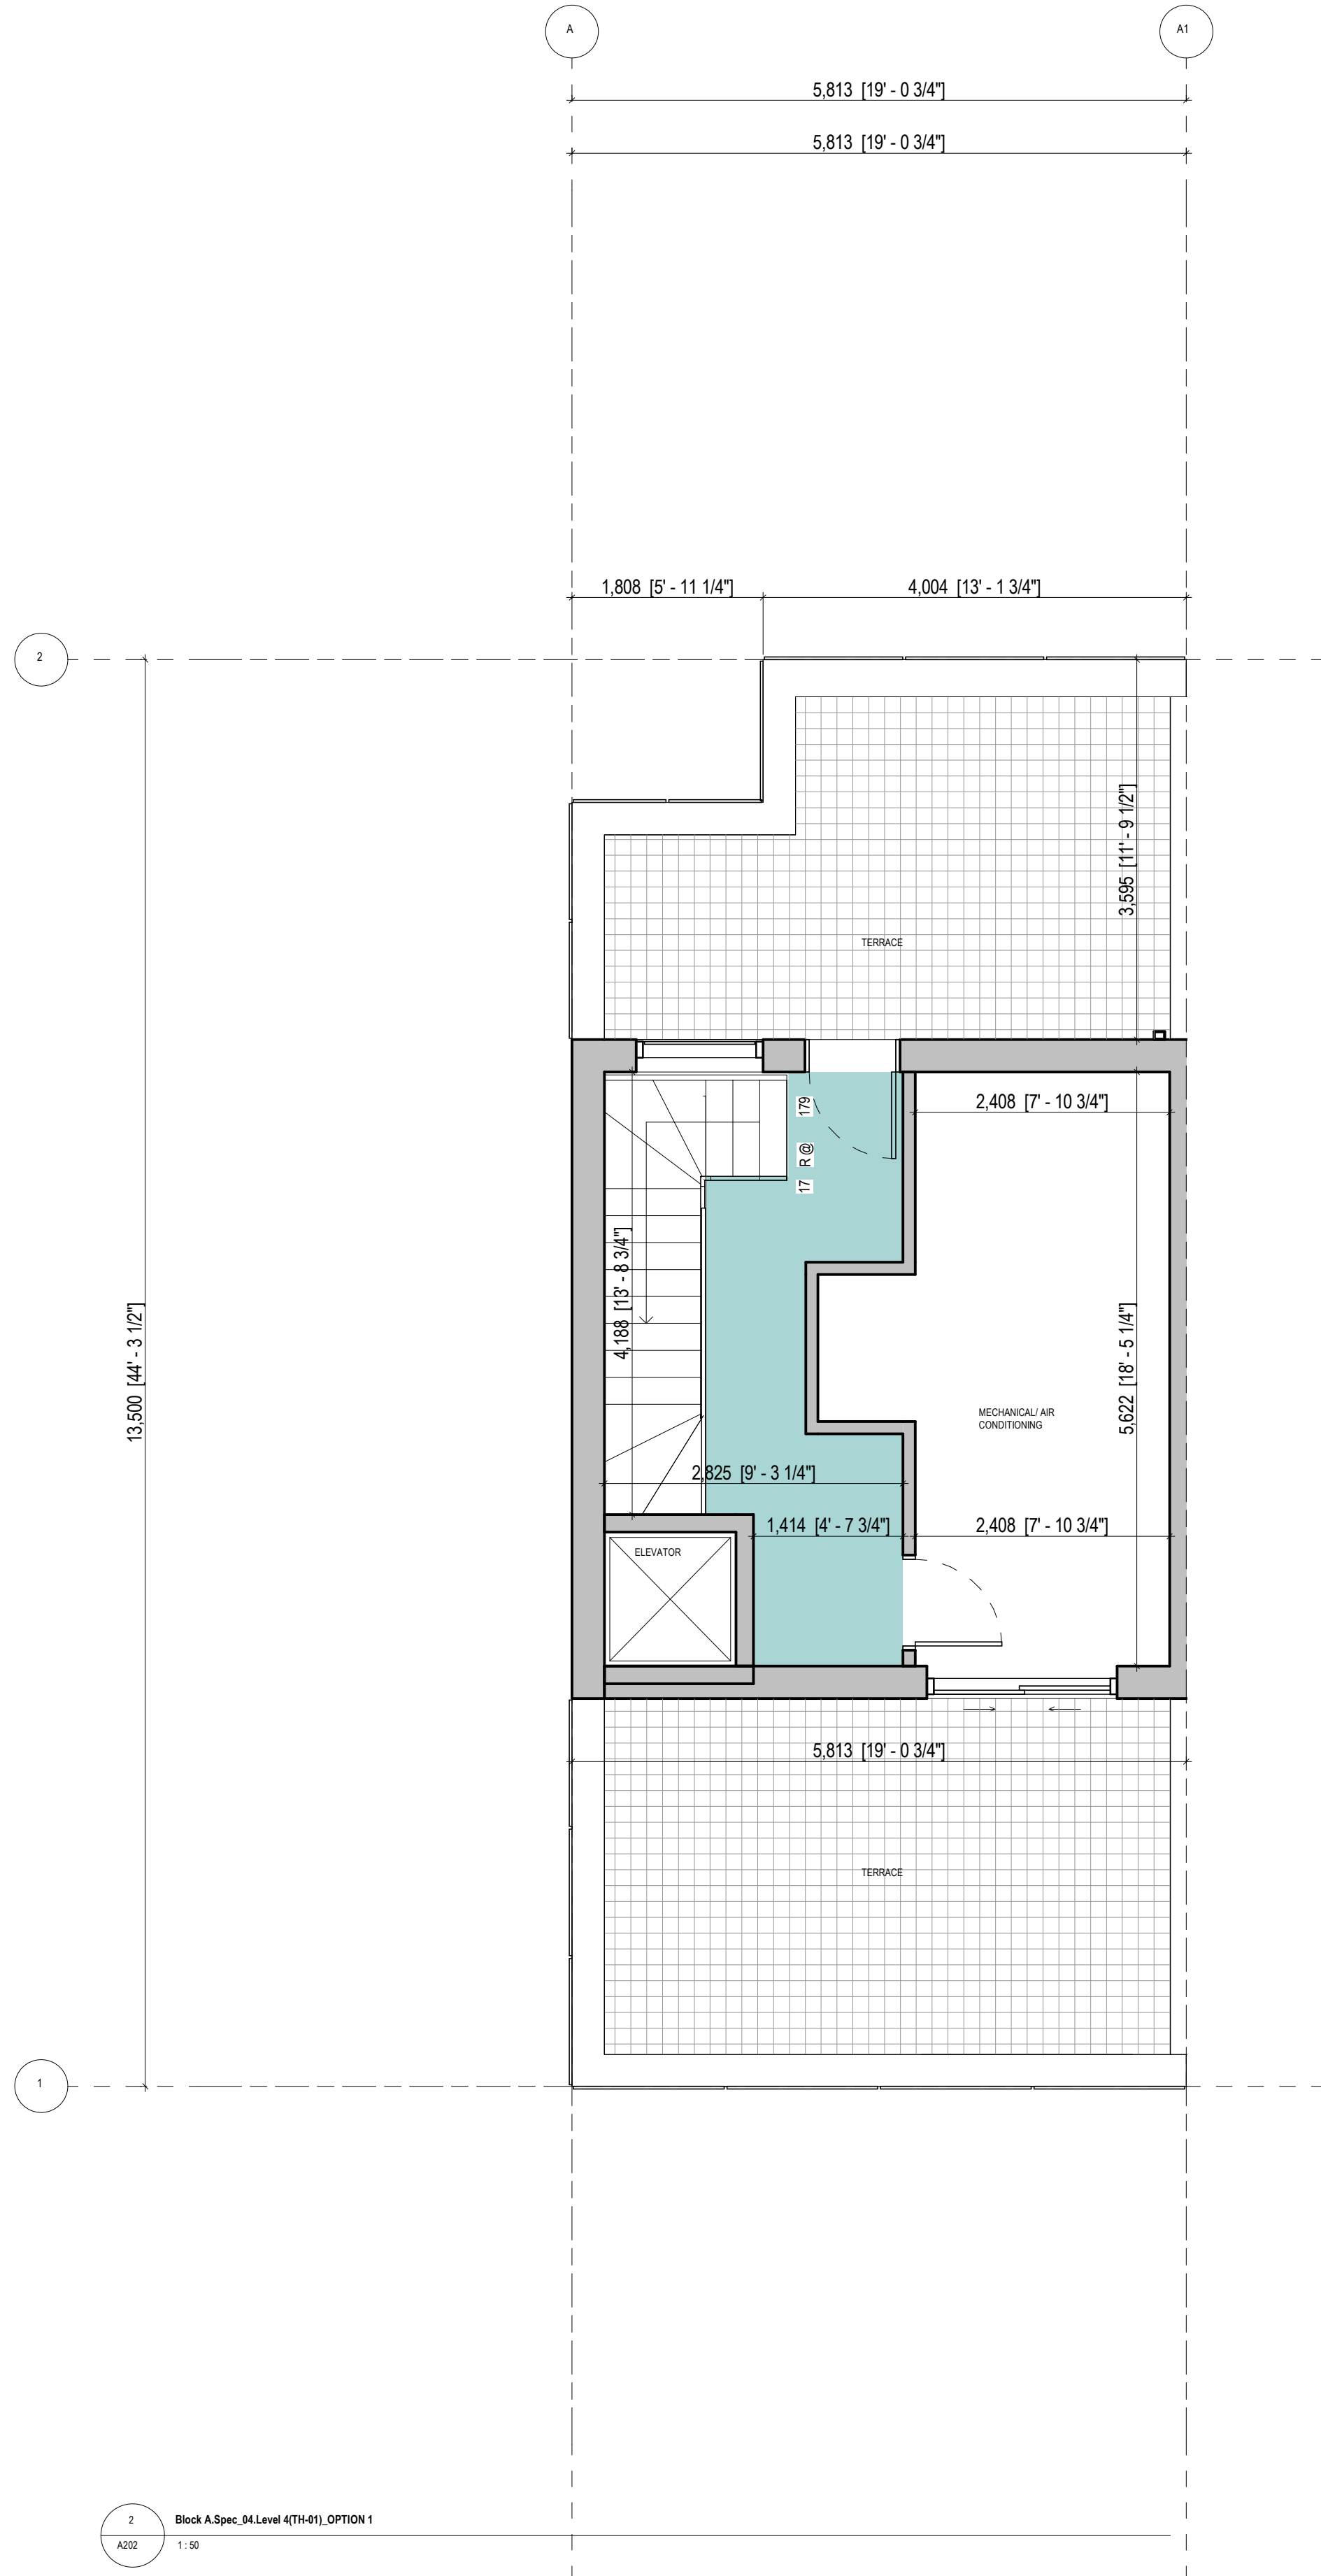 A
A1
5,813 [19' - 0 3/4"]
5,813 [19' - 0 3/4"]
1,808 [5' - 11 1/4"]
4,004 [13' - 1 3/4"]
2
3,595 [11' - 9 1/2"]
TERRACE
17 R @ 179
2,408 [7' - 10 3/4"]
4,188 [13' - 8 3/4"]
13,500 [44' - 3 1/2"]
5,622 [18' - 5 1/4"]
MECHANICAL/ AIR
CONDITIONING
2,825 [9' - 3 1/4"]
1,414 [4' - 7 3/4"]
2,408 [7' - 10 3/4"]
ELEVATOR
5,813 [19' - 0 3/4"]
TERRACE
1
2
Block A.Spec_04.Level 4(TH-01)_OPTION 1
A202
1 : 50